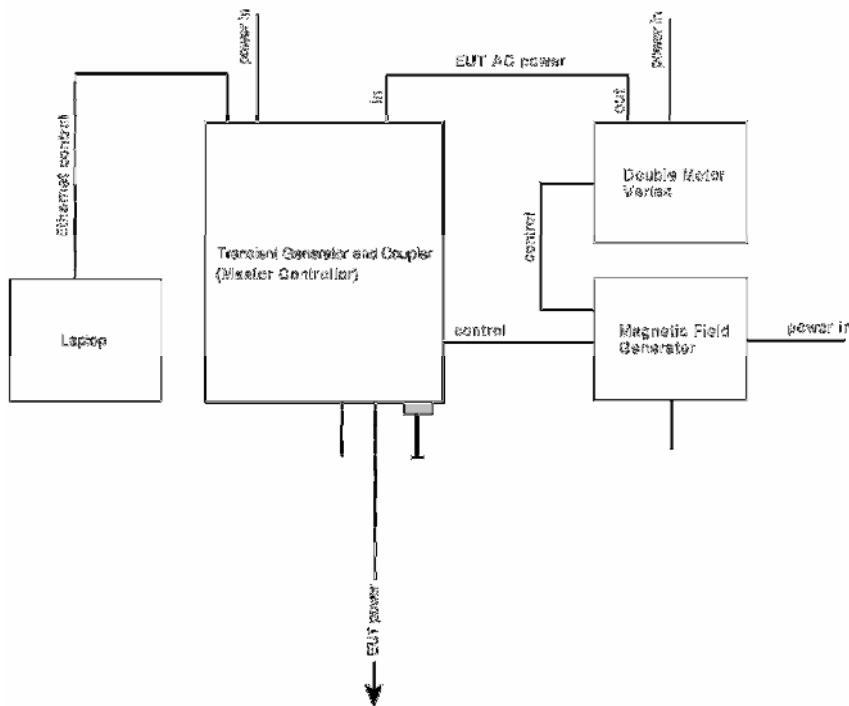 power in
EUT AC power
power in
in
out
ethernet control
Double Motor
Variac
control
Transient Generator and Coupler
(Master Controller)
Laptop
control
Magnetic Field
Generator
power in
EUT power